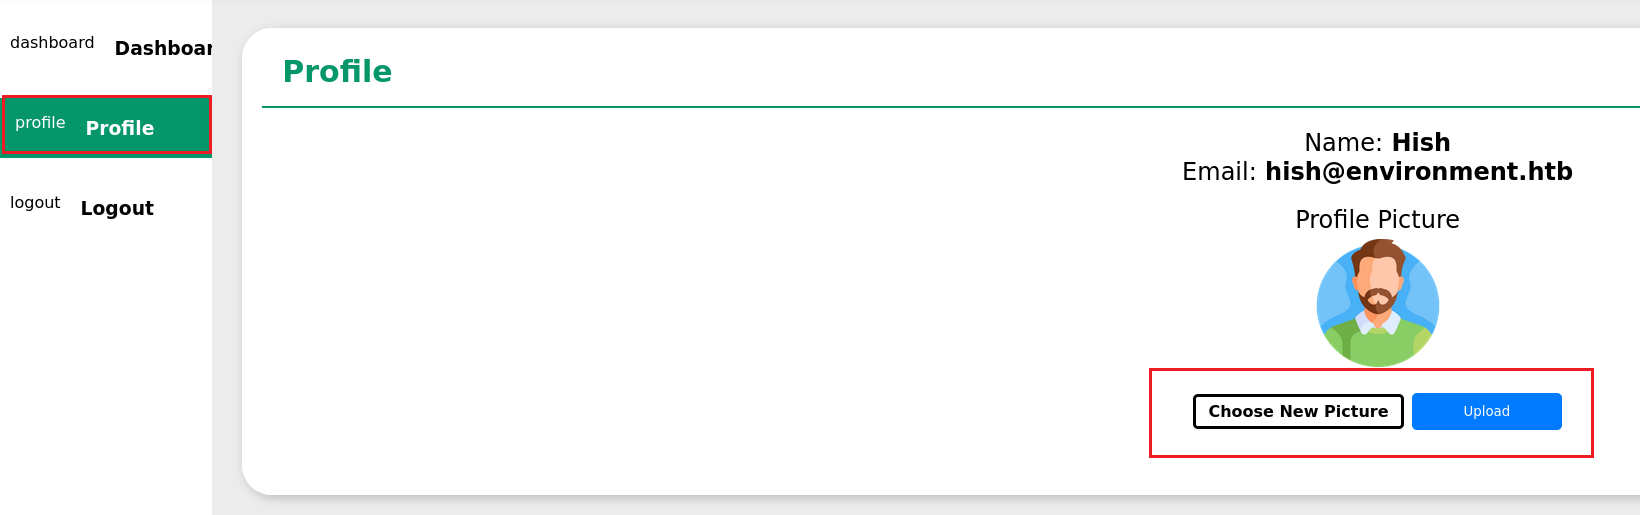 dashboard Dashboar
profile Profile
logout Logout
Profile
Name: Hish
Email: hish@environment.htb
Profile Picture
Choose New Picture Upload